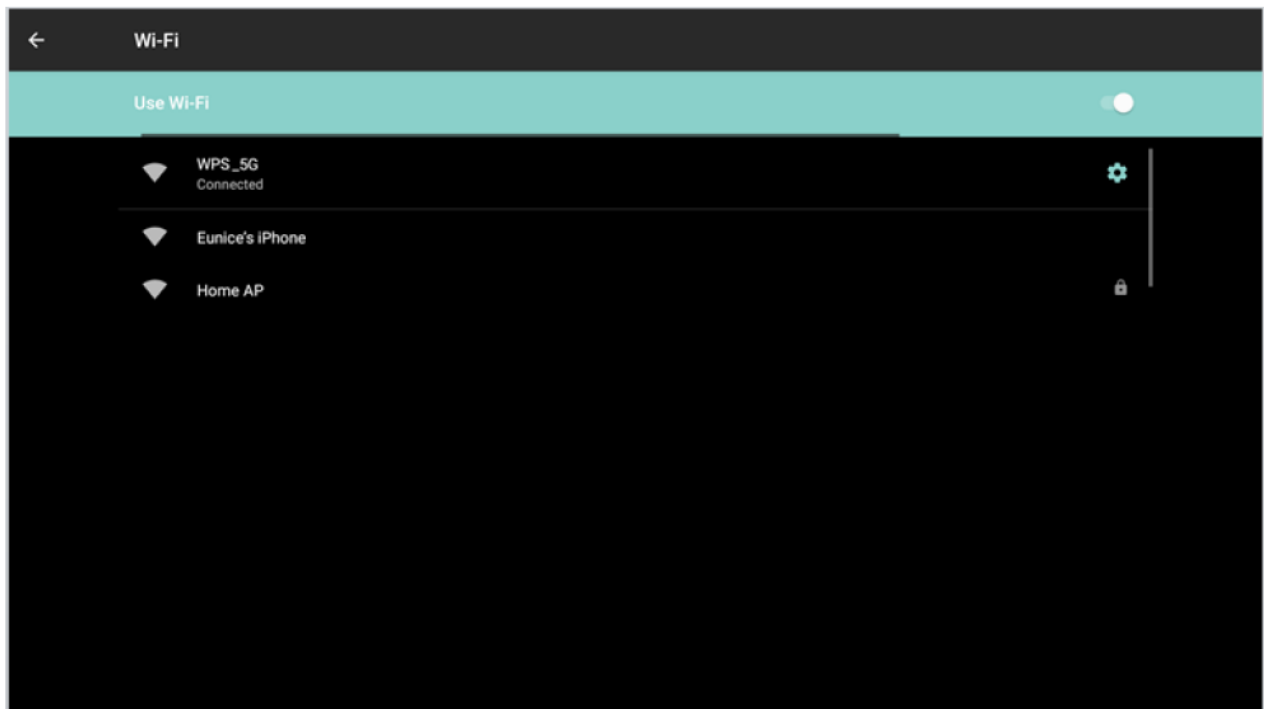 Wi-Fi
Use Wi-Fi
WPS_5G
Connected
Eunice's iPhone
Home AP